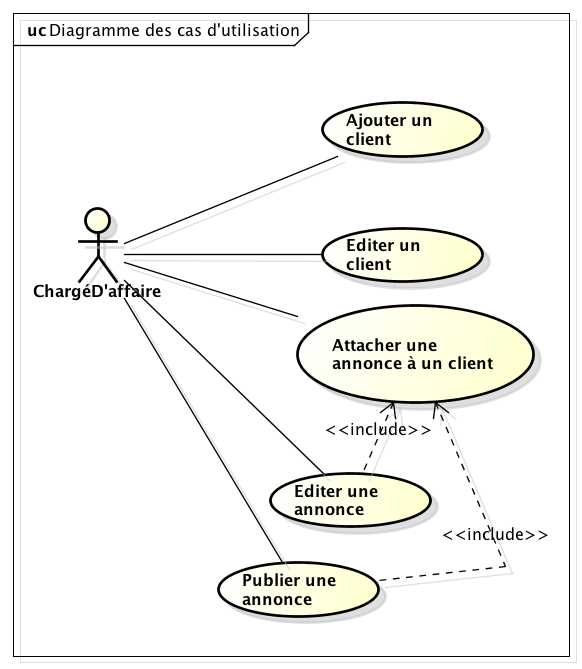 uc Diagramme des cas d'utilisation
Ajouter un
client
ChargéD'affaire
Editer un
client
Attacher une
annonce à un client
<<include>>
Editer une
annonce
<<include>>
Publier une
annonce